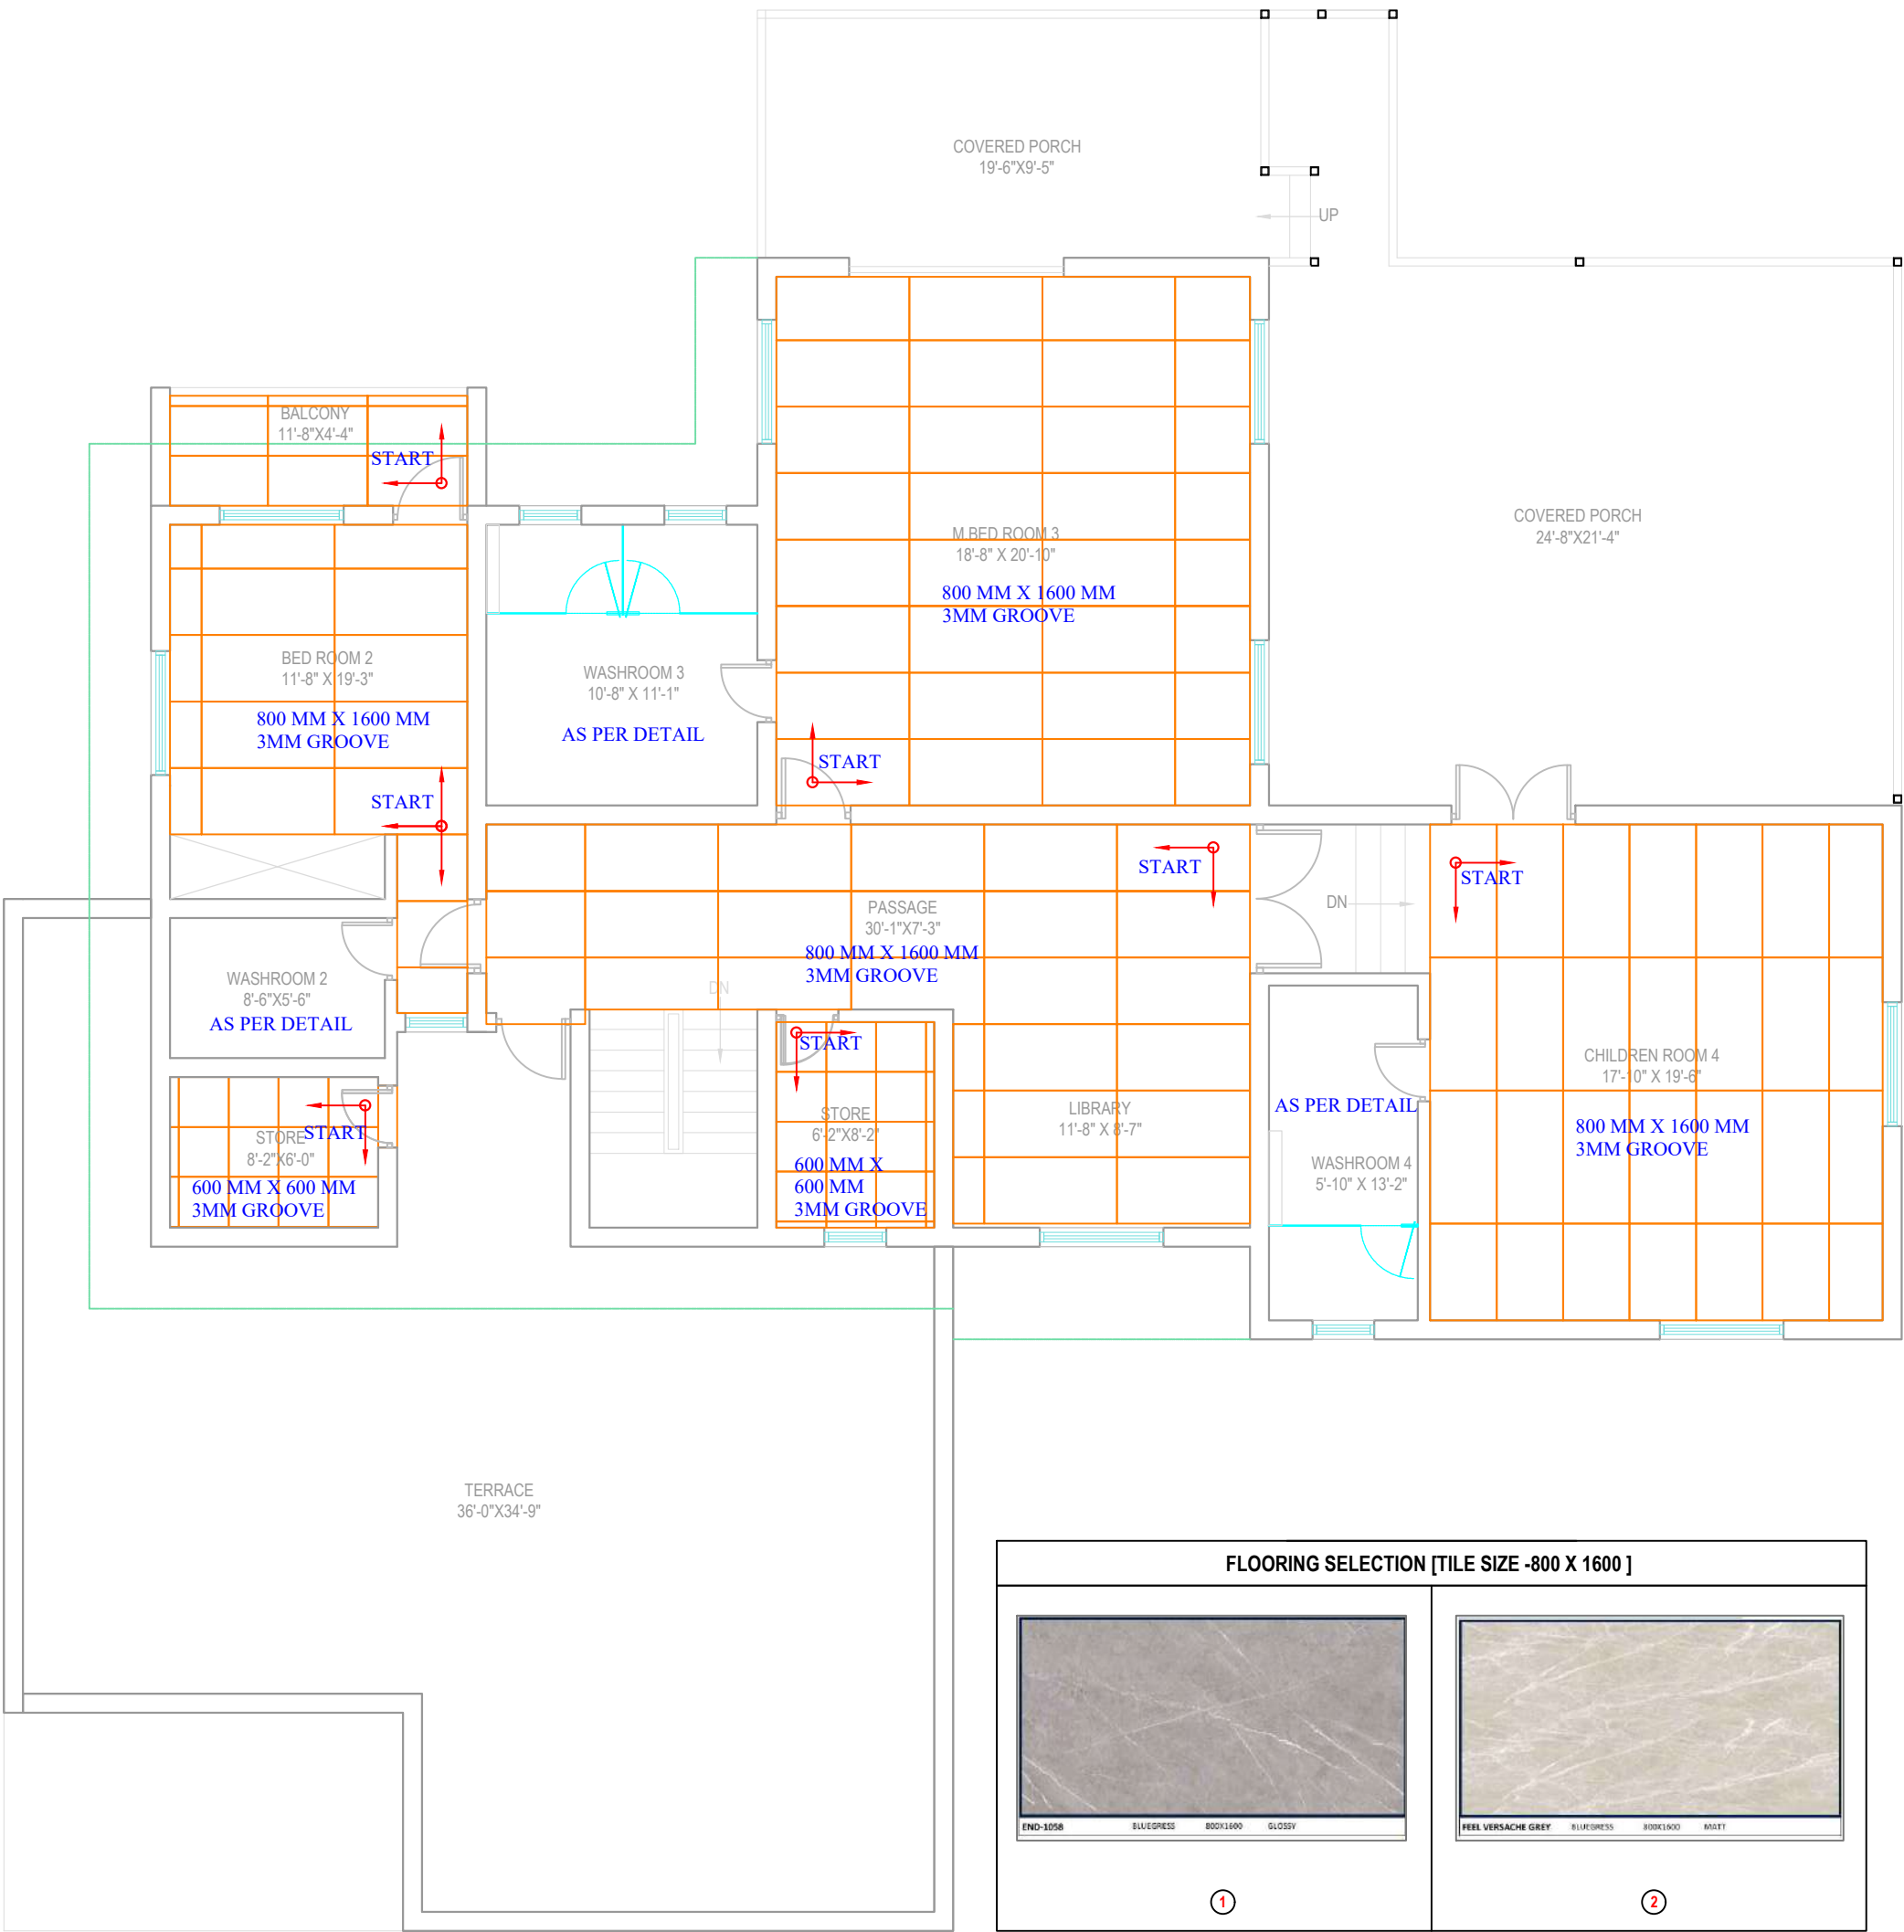 COVERED PORCH
19'-6"X9'-5"
UP
BALCONY
11'-8"X4'-4"
START
COVERED PORCH
24'-8"X21'-4"
M.BED ROOM 3
18'-8" X 20'-10"
800 MM X 1600 MM
3MM GROOVE
BED ROOM 2
11'-8" X 19'-3"
800 MM X 1600 MM
3MM GROOVE
WASHROOM 3
10'-8" X 11'-1"
AS PER DETAIL
START
START
START
START
PASSAGE
30'-1"X7'-3"
800 MM X 1600 MM
3MM GROOVE
DN
DN
WASHROOM 2
8'-6"X5'-6"
AS PER DETAIL
START
STORE
6'-2"X8'-2"
600 MM X
600 MM
3MM GROOVE
START
STORE
8'-2"X6'-0"
600 MM X 600 MM
3MM GROOVE
LIBRARY
11'-8" X 8'-7"
AS PER DETAIL
WASHROOM 4
5'-10" X 13'-2"
CHILDREN ROOM 4
17'-10" X 19'-6"
800 MM X 1600 MM
3MM GROOVE
TERRACE
36'-0"X34'-9"
FLOORING SELECTION [TILE SIZE -800 X 1600 ]
END-1058 BLUEGRESS 800X1600 GLOSSY
FEEL VERSACHE GREY BLUEGRESS 800X1600 MATT
1
2